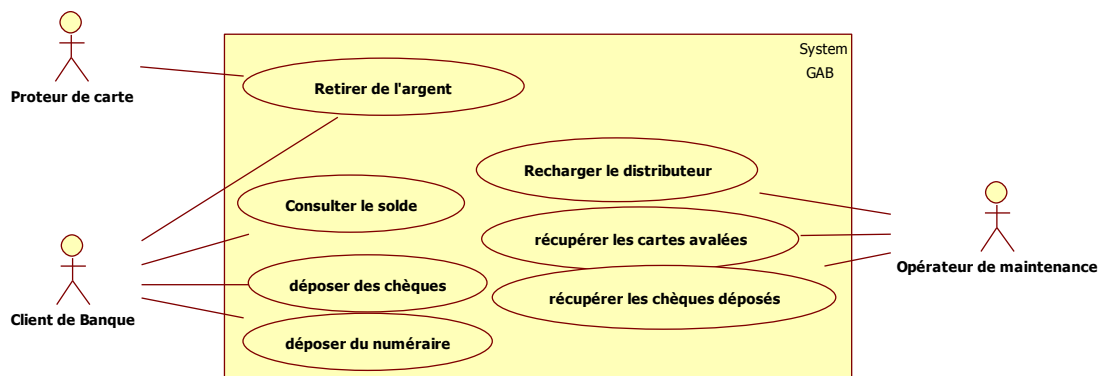 System
GAB
Proteur de carte
Retirer de l'argent
Recharger le distributeur
Consulter le solde
récupérer les cartes avalées
Opérateur de maintenance
déposer des chèques
récupérer les chèques déposés
Client de Banque
déposer du numéraire